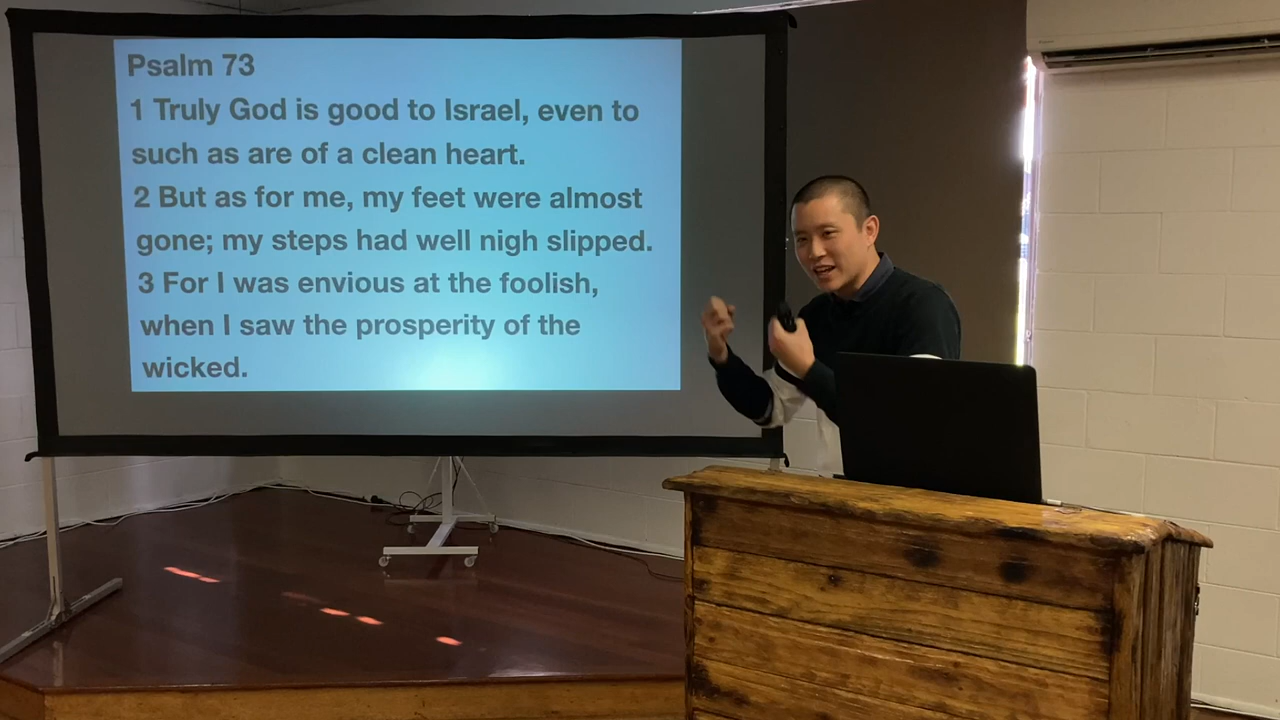 Psalm 73
1 Truly God is good to Israel, even to
such as are of a clean heart.
2 But as for me, my feet were almost
gone; my steps had well nigh slipped.
3 For I was envious at the foolish,
when I saw the prosperity of the
wicked.